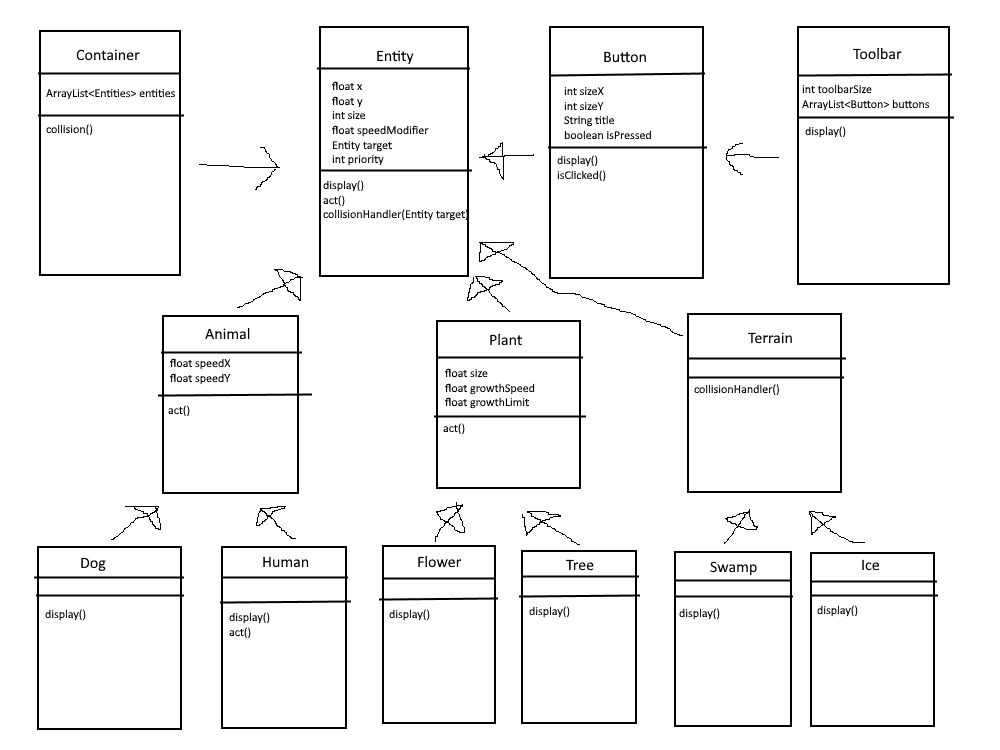 Container
ArrayList<Entities> entities
collision()
Entity
float x
float y
int size
float speedModifier
Entity target
int priority
display()
act()
collisionHandler(Entity target)
Button
int sizeX
int sizeY
String title
boolean isPressed
display()
isClicked()
Toolbar
int toolbarSize
ArrayList<Button> buttons
display()
Animal
float speedX
float speedY
act()
Plant
float size
float growthSpeed
float growthLimit
act()
Terrain
collisionHandler()
Dog
display()
Human
display()
act()
Flower
display()
Tree
display()
Swamp
display()
Ice
display()